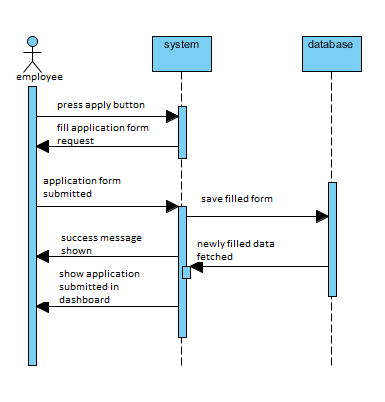 system
database
employee
press apply button
fill application form
request
application form
submitted
save filled form
success message
shown
newly filled data
fetched
show application
submitted in
dashboard